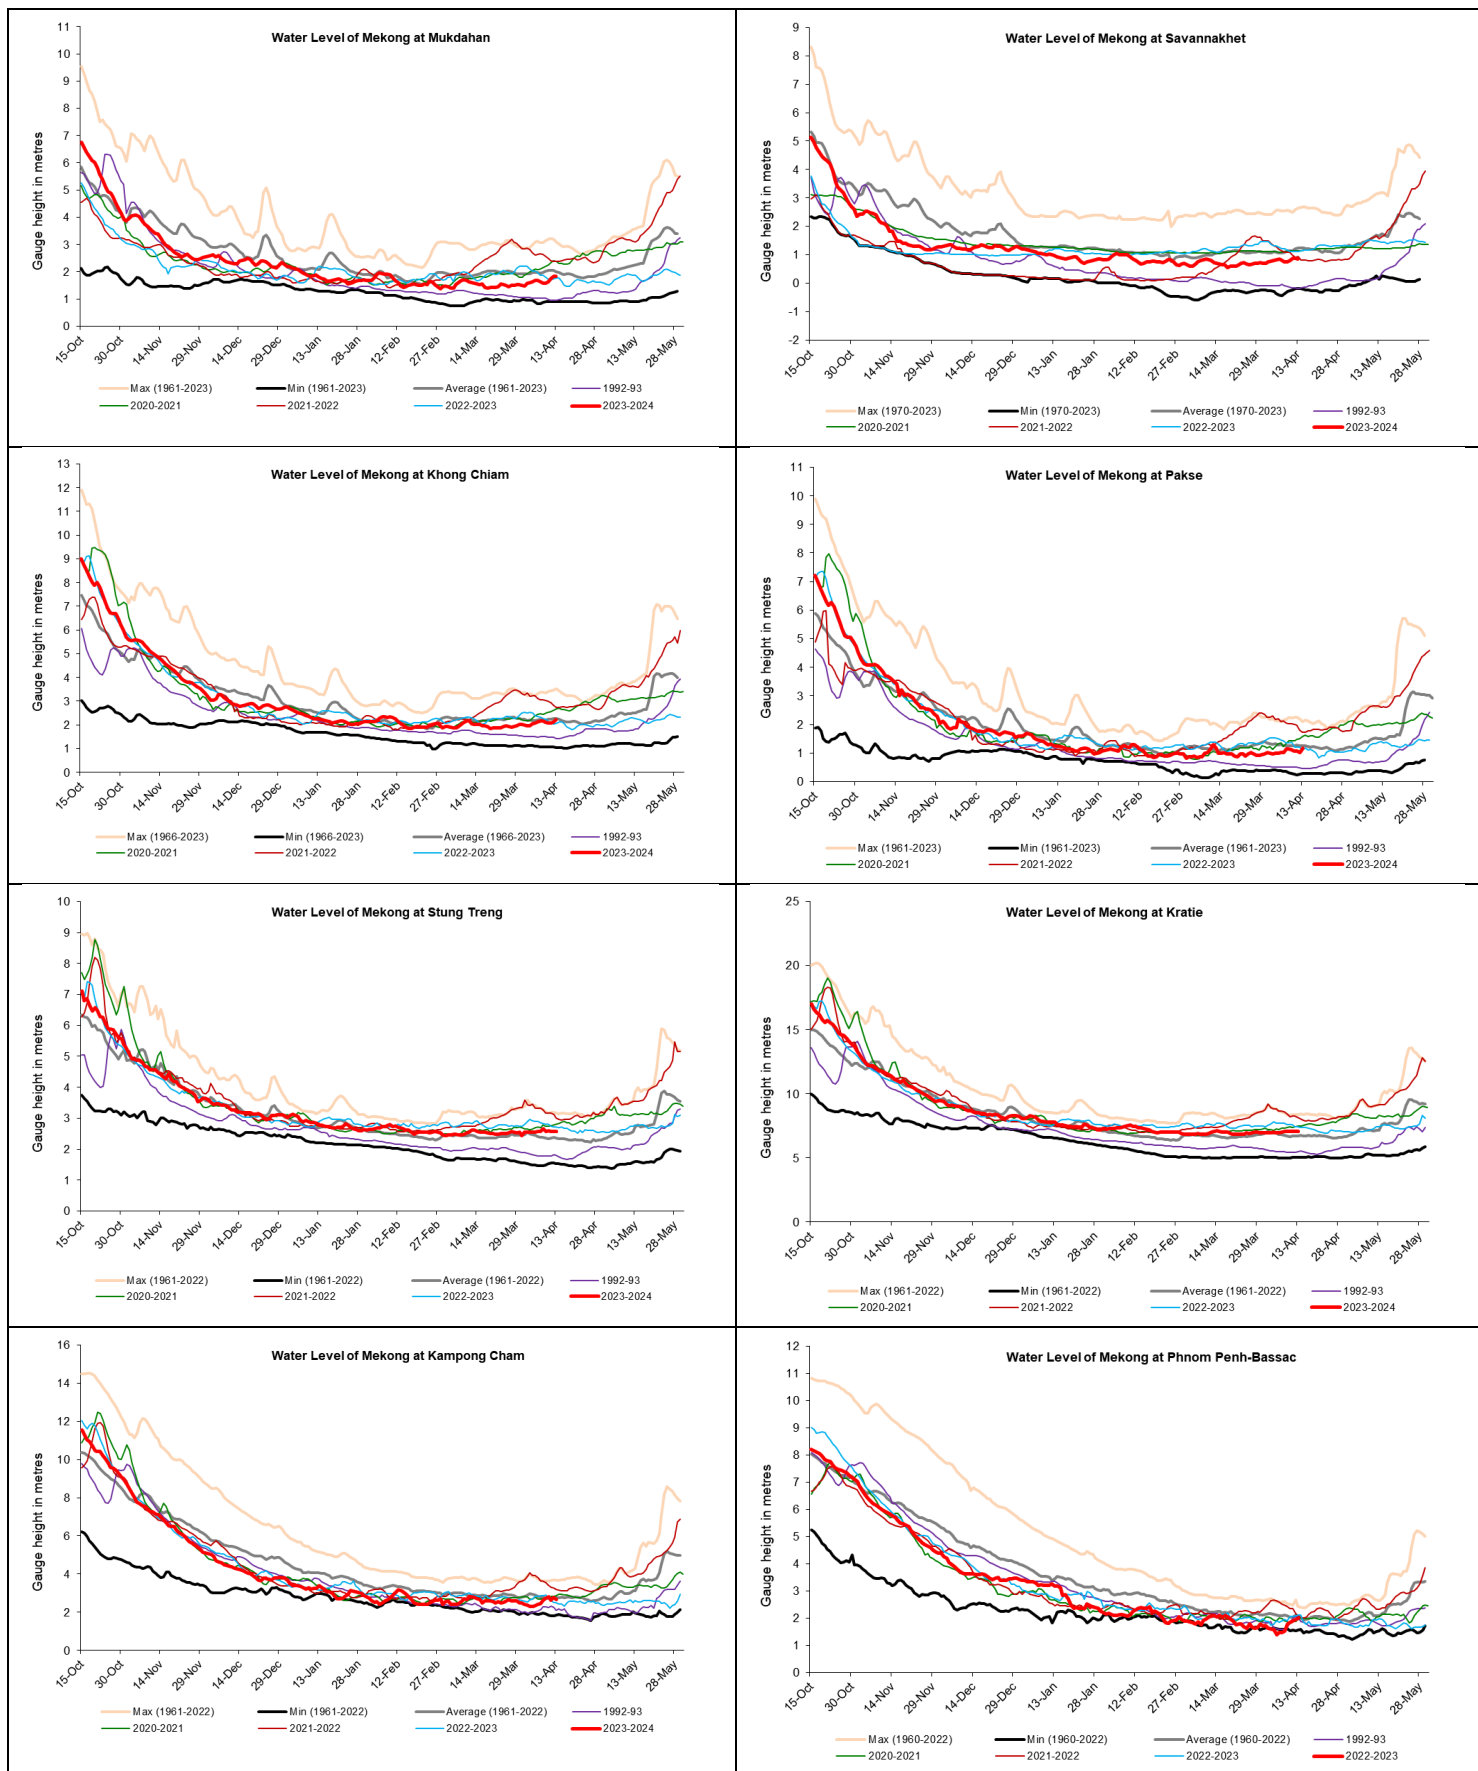 Water Level of Mekong at Mukdahan
Gauge height in metres
11
10
9
8
7
6
5
4
3
2
1
0
15-Oct 30-Oct 14-Nov 29-Nov 14-Dec 29-Dec 13-Jan 28-Jan 12-Feb 27-Feb 14-Mar 29-Mar 13-Apr 28-Apr 13-May 28-May
Max (1961-2023) Min (1961-2023) Average (1961-2023) 1992-93
2020-2021 2021-2022 2022-2023 2023-2024
Water Level of Mekong at Savannakhet
Gauge height in metres
9
8
7
6
5
4
3
2
1
0
-1
-2
15-Oct 30-Oct 14-Nov 29-Nov 14-Dec 29-Dec 13-Jan 28-Jan 12-Feb 27-Feb 14-Mar 29-Mar 13-Apr 28-Apr 13-May 28-May
Max (1970-2023) Min (1970-2023) Average (1970-2023) 1992-93
2020-2021 2021-2022 2022-2023 2023-2024
Water Level of Mekong at Khong Chiam
Gauge height in metres
13
12
11
10
9
8
7
6
5
4
3
2
1
0
15-Oct 30-Oct 14-Nov 29-Nov 14-Dec 29-Dec 13-Jan 28-Jan 12-Feb 27-Feb 14-Mar 29-Mar 13-Apr 28-Apr 13-May 28-May
Max (1966-2023) Min (1966-2023) Average (1966-2023) 1992-93
2020-2021 2021-2022 2022-2023 2023-2024
Water Level of Mekong at Pakse
Gauge height in metres
11
10
9
8
7
6
5
4
3
2
1
0
15-Oct 30-Oct 14-Nov 29-Nov 14-Dec 29-Dec 13-Jan 28-Jan 12-Feb 27-Feb 14-Mar 29-Mar 13-Apr 28-Apr 13-May 28-May
Max (1961-2023) Min (1961-2023) Average (1961-2023) 1992-93
2020-2021 2021-2022 2022-2023 2023-2024
Water Level of Mekong at Stung Treng
Gauge height in metres
10
9
8
7
6
5
4
3
2
1
0
15-Oct 30-Oct 14-Nov 29-Nov 14-Dec 29-Dec 13-Jan 28-Jan 12-Feb 27-Feb 14-Mar 29-Mar 13-Apr 28-Apr 13-May 28-May
Max (1961-2022) Min (1961-2022) Average (1961-2022) 1992-93
2020-2021 2021-2022 2022-2023 2023-2024
Water Level of Mekong at Kratie
Gauge height in metres
25
20
15
10
5
0
15-Oct 30-Oct 14-Nov 29-Nov 14-Dec 29-Dec 13-Jan 28-Jan 12-Feb 27-Feb 14-Mar 29-Mar 13-Apr 28-Apr 13-May 28-May
Max (1961-2022) Min (1961-2022) Average (1961-2022) 1992-93
2020-2021 2021-2022 2022-2023 2023-2024
Water Level of Mekong at Kampong Cham
Gauge height in metres
16
14
12
10
8
6
4
2
0
15-Oct 30-Oct 14-Nov 29-Nov 14-Dec 29-Dec 13-Jan 28-Jan 12-Feb 27-Feb 14-Mar 29-Mar 13-Apr 28-Apr 13-May 28-May
Max (1961-2022) Min (1961-2022) Average (1961-2022) 1992-93
2020-2021 2021-2022 2022-2023 2023-2024
Water Level of Mekong at Phnom Penh-Bassac
Gauge height in metres
12
11
10
9
8
7
6
5
4
3
2
1
0
15-Oct 30-Oct 14-Nov 29-Nov 14-Dec 29-Dec 13-Jan 28-Jan 12-Feb 27-Feb 14-Mar 29-Mar 13-Apr 28-Apr 13-May 28-May
Max (1960-2022) Min (1960-2022) Average (1960-2022) 1992-93
2020-2021 2021-2022 2022-2023 2022-2023